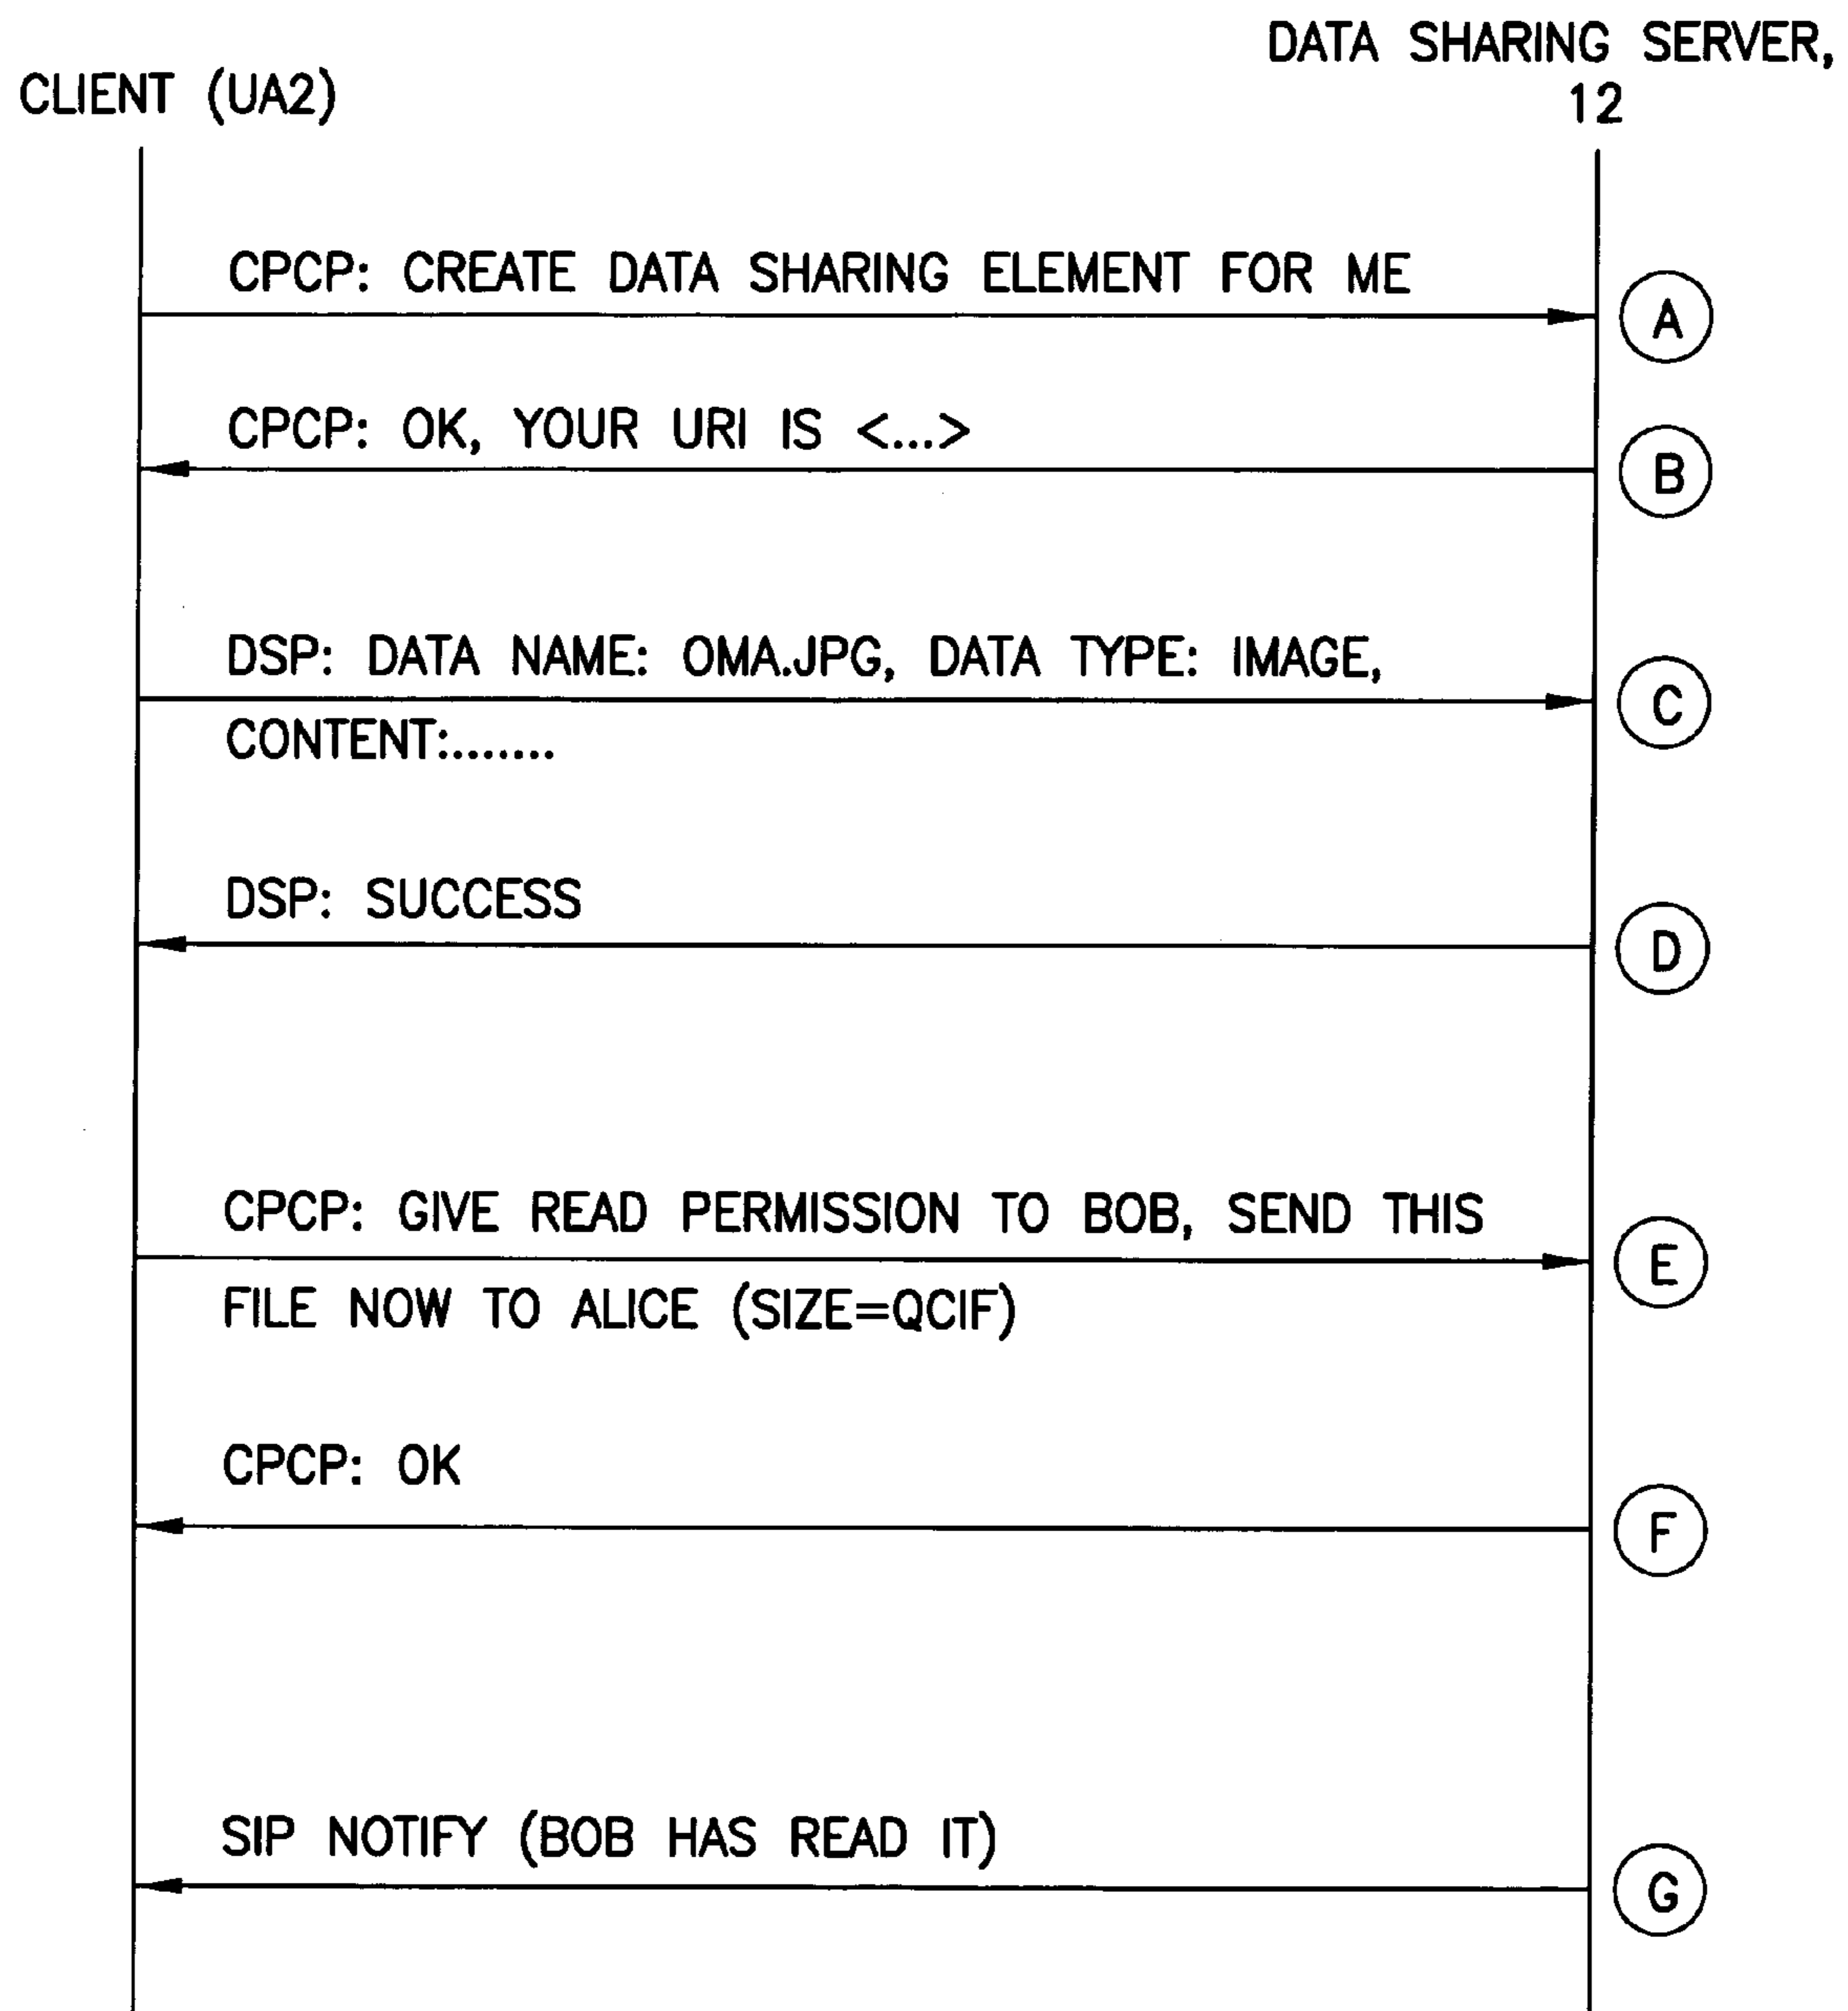 DATA SHARING SERVER,
CLIENT (UA2)
12
CPCP: CREATE DATA SHARING ELEMENT FOR ME
A
CPCP: OK, YOUR URI IS <...>
B
DSP: DATA NAME: OMA.JPG, DATA TYPE: IMAGE,
C
CONTENT:.......
DSP: SUCCESS
D
CPCP: GIVE READ PERMISSION TO BOB, SEND THIS
E
FILE NOW TO ALICE (SIZE=QCIF)
CPCP: OK
F
SIP NOTIFY (BOB HAS READ IT)
G